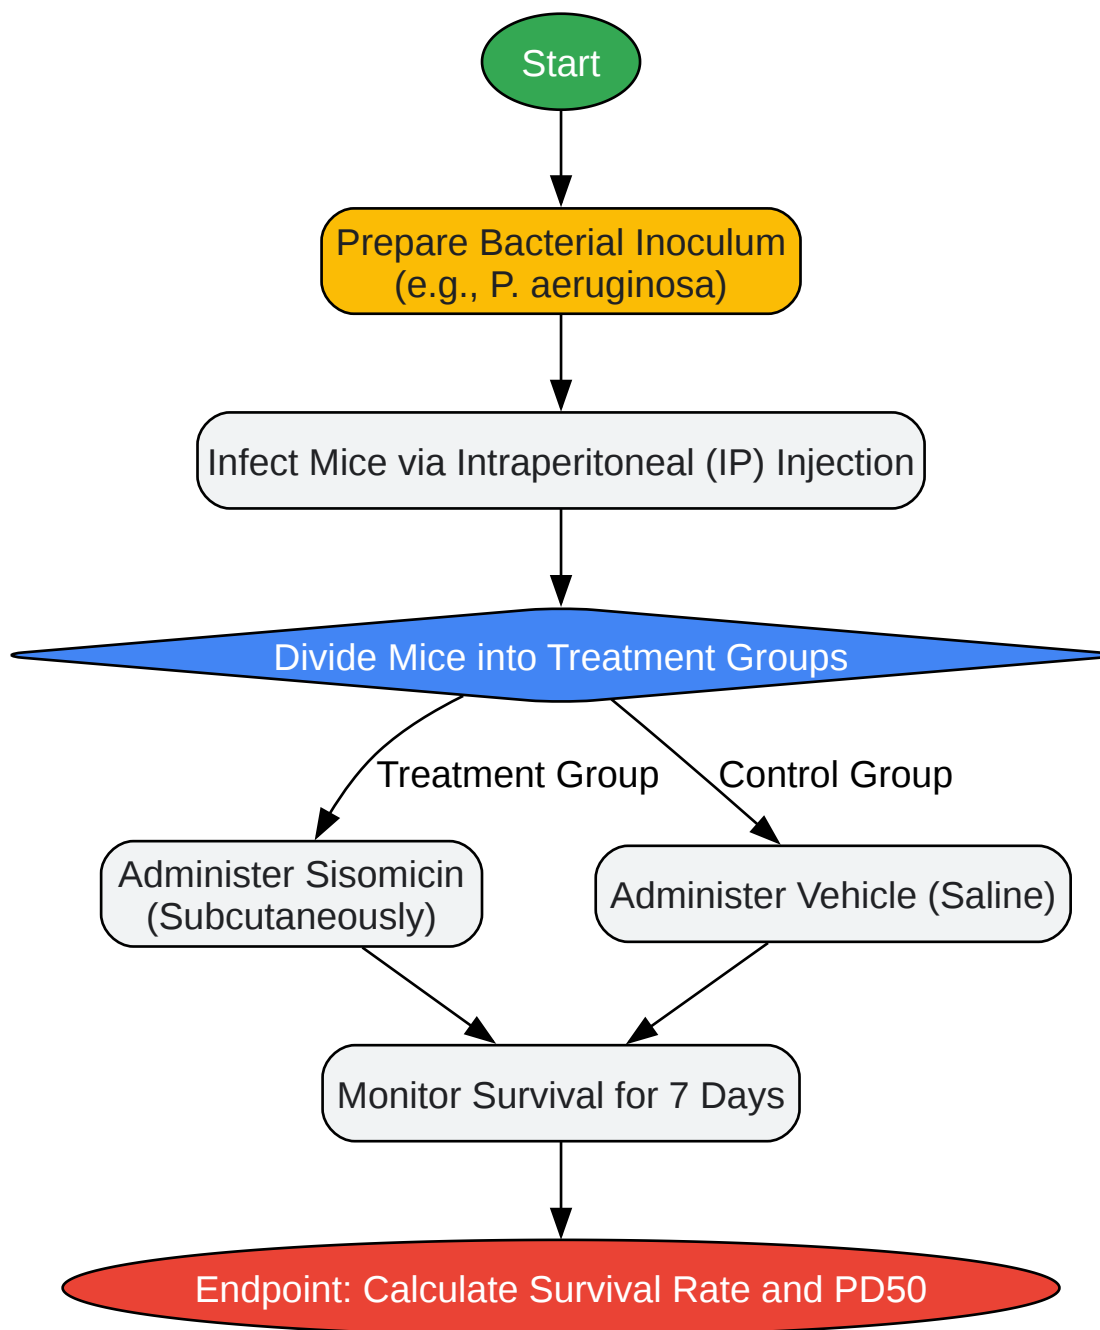 Start
Prepare Bacterial Inoculum
(e.g., P. aeruginosa)
Infect Mice via Intraperitoneal (IP) Injection
Divide Mice into Treatment Groups
Treatment Group
Control Group
Administer Sisomicin
(Subcutaneously)
Administer Vehicle (Saline)
Monitor Survival for 7 Days
Endpoint: Calculate Survival Rate and PD50